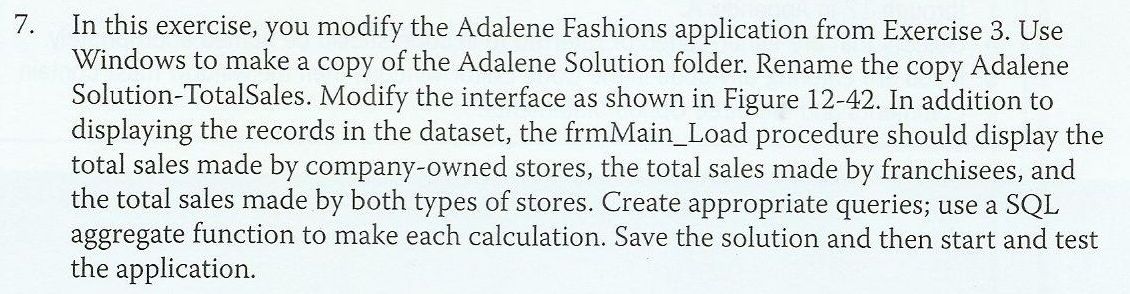 7. In this exercise, you modify the Adalene Fashions application from Exercise 3. Use
Windows to make a copy of the Adalene Solution folder. Rename the copy Adalene
Solution-TotalSales. Modify the interface as shown in Figure 12-42. In addition to
displaying the records in the dataset, the frmMain_Load procedure should display the
total sales made by company-owned stores, the total sales made by franchisees, and
the total sales made by both types of stores. Create appropriate queries; use a SQL
aggregate function to make each calculation. Save the solution and then start and test
the application.